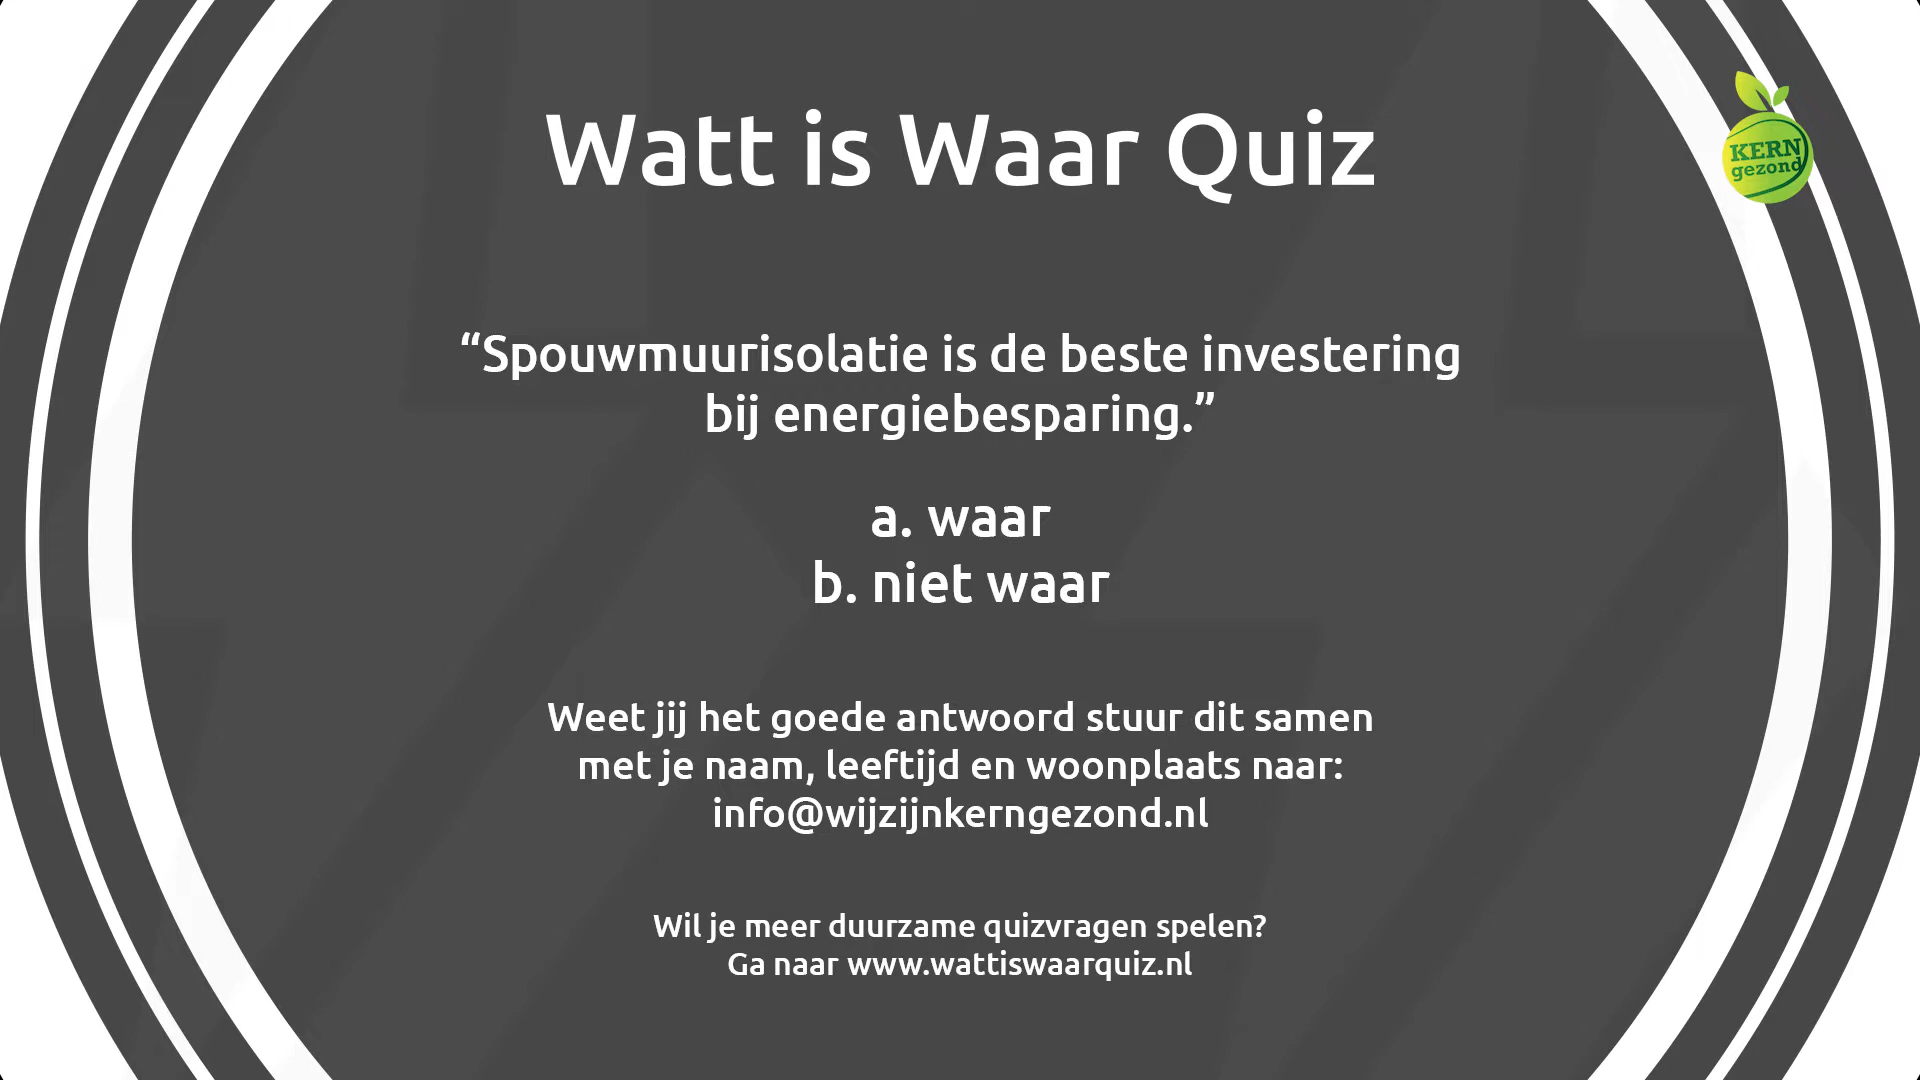 Watt is Waar Quiz
KERN
gezond
“Spouwmuurisolatie is de beste investering
bij energiebesparing.”
a. waar
b. niet waar
Weet jij het goede antwoord stuur dit samen
met je naam, leeftijd en woonplaats naar:
info@wijzijnkerngezond.nl
Wil je meer duurzame quizvragen spelen?
Ga naar www.wattiswaarquiz.nl